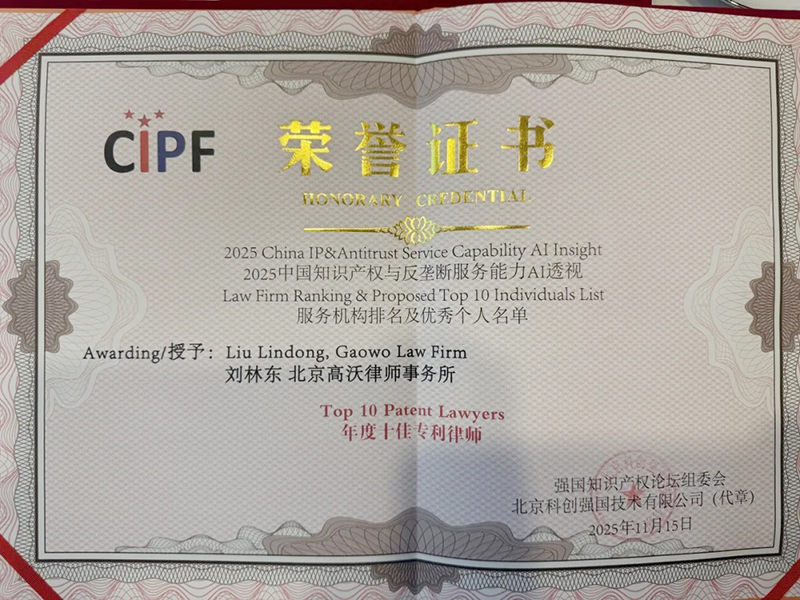 CIPF
荣誉证书
HONORARY CREDENTIAL
2025 China IP&Antitrust Service Capability AI Insight
2025中国知识产权与反垄断服务能力AI透视
Law Firm Ranking & Proposed Top 10 Individuals List
服务机构排名及优秀个人名单
Awarding/授予： Liu Lindong, Gaowo Law Firm
刘林东 北京高沃律师事务所
Top 10 Patent Lawyers
年度十佳专利律师
强国知识产权论坛组委会
北京科创强国技术有限公司（代章）
2025年11月15日